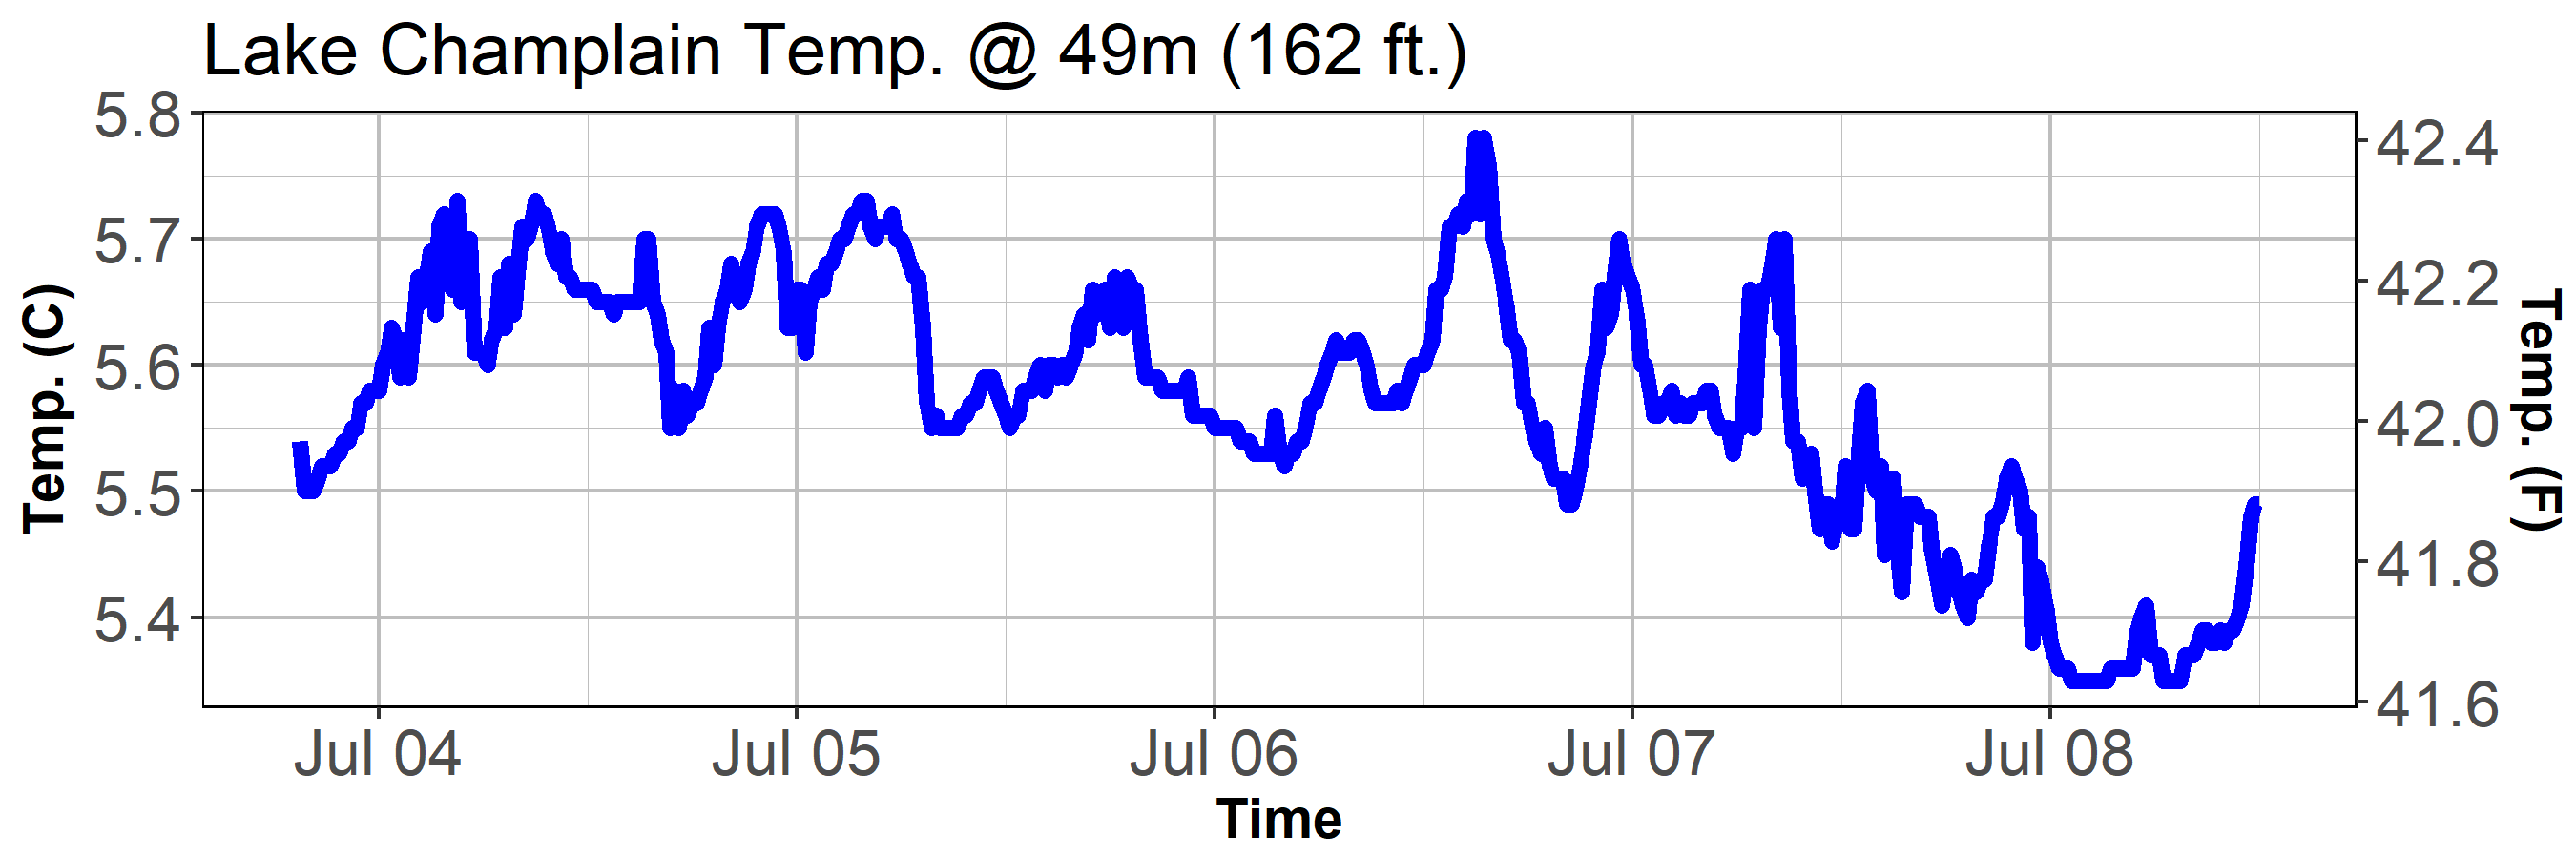 Lake Champlain Temp. @ 49m (162 ft.)
Temp. (C)
5.8
5.7
5.6
5.5
5.4
42.4
42.2
42.0
41.8
41.6
Temp. (F)
Jul 04 Jul 05 Jul 06 Jul 07 Jul 08
Time